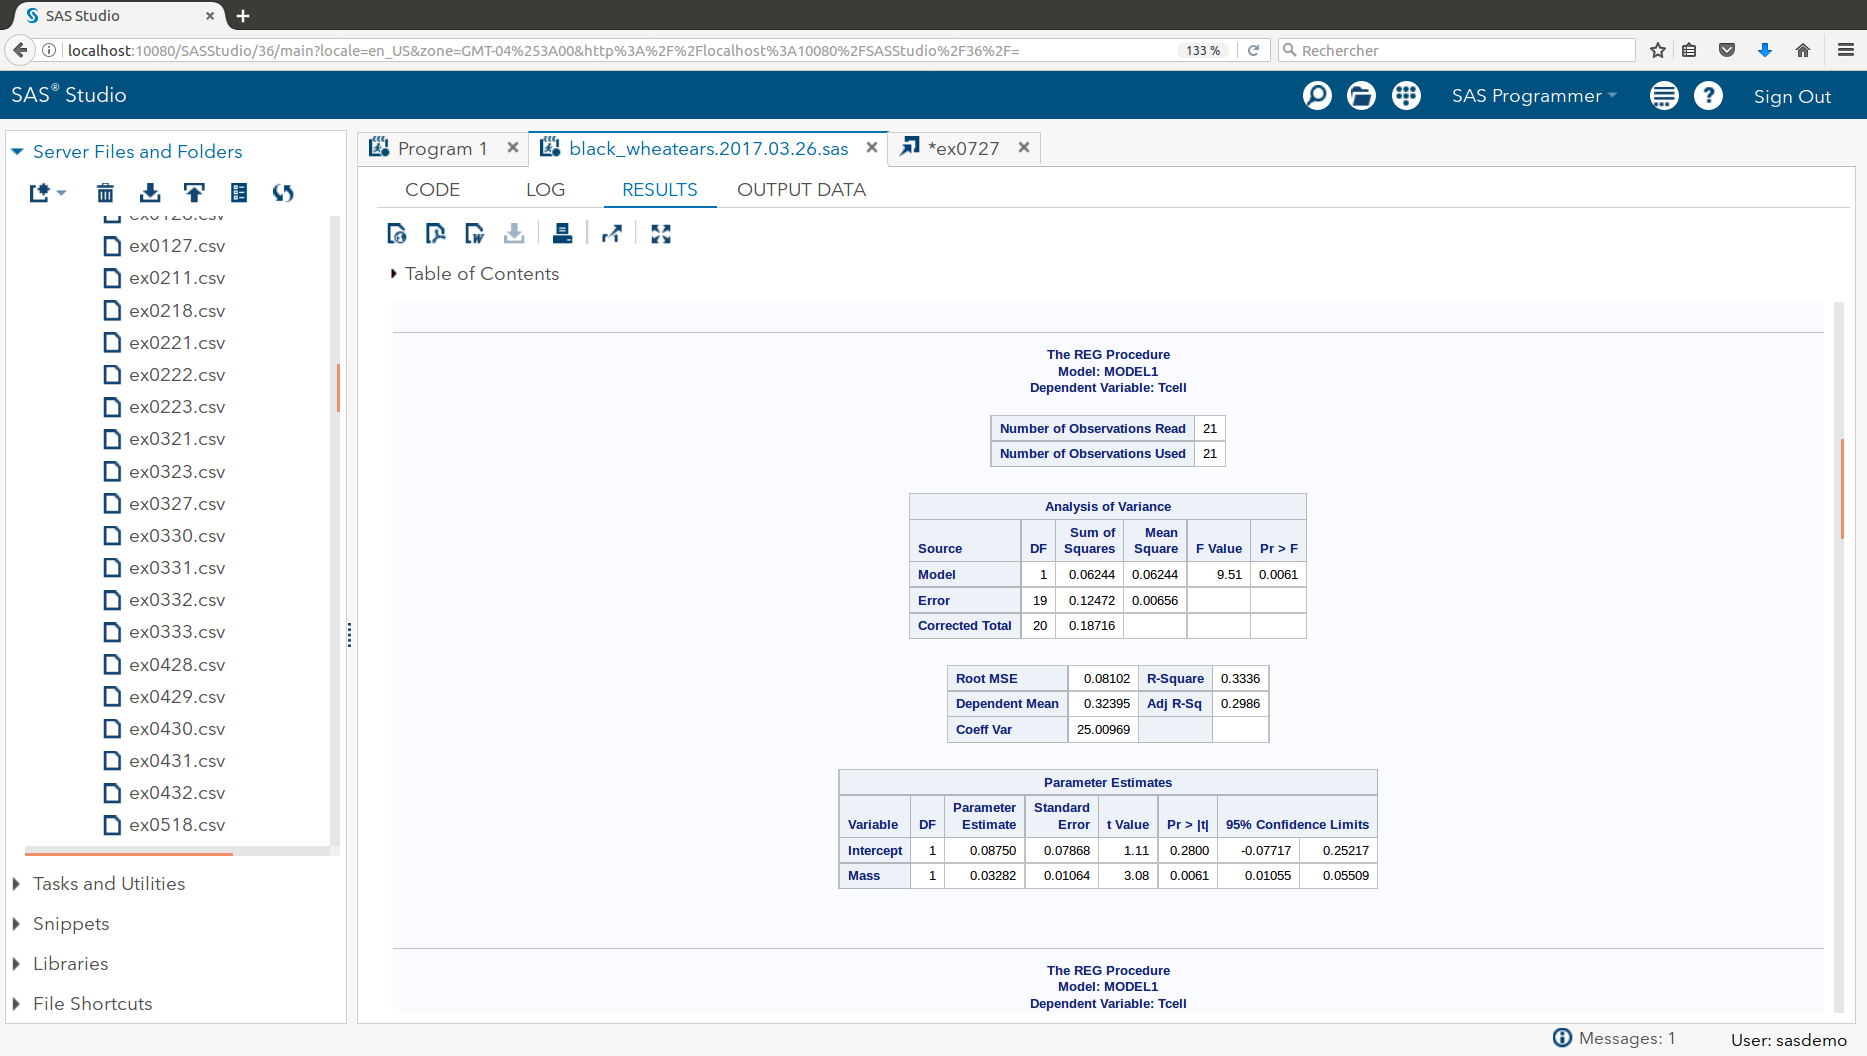 SAS Studio
localhost:10080/SASStudio/36/main?locale=en_US&zone=GMT-04%253A00&http%3A%2F%2Flocalhost%3A10080%2FSASStudio%2F36%2F=
133 %
Rechercher
SAS® Studio
SAS Programmer
Sign Out
Server Files and Folders
ex0127.csv
ex0211.csv
ex0218.csv
ex0221.csv
ex0222.csv
ex0223.csv
ex0321.csv
ex0323.csv
ex0327.csv
ex0330.csv
ex0331.csv
ex0332.csv
ex0333.csv
ex0428.csv
ex0429.csv
ex0430.csv
ex0431.csv
ex0432.csv
ex0518.csv
Tasks and Utilities
Snippets
Libraries
File Shortcuts
Program 1
black_wheatears.2017.03.26.sas
*ex0727
CODE LOG RESULTS OUTPUT DATA
Table of Contents
The REG Procedure
Model: MODEL1
Dependent Variable: Tcell
Number of Observations Read 21
Number of Observations Used 21
Analysis of Variance
Source DF Sum of Squares Mean Square F Value Pr > F
Model 1 0.06244 0.06244 9.51 0.0061
Error 19 0.12472 0.00656
Corrected Total 20 0.18716
Root MSE 0.08102 R-Square 0.3336
Dependent Mean 0.32395 Adj R-Sq 0.2986
Coeff Var 25.00969
Parameter Estimates
Variable DF Parameter Estimate Standard Error t Value Pr > |t| 95% Confidence Limits
Intercept 1 0.08750 0.07868 1.11 0.2800 -0.07717 0.25217
Mass 1 0.03282 0.01064 3.08 0.0061 0.01055 0.05509
The REG Procedure
Model: MODEL1
Dependent Variable: Tcell
Messages: 1
User: sasdemo